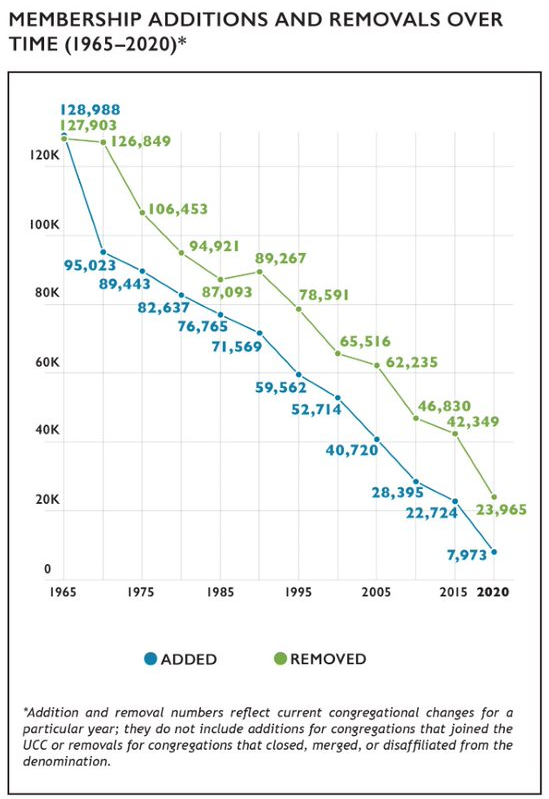 MEMBERSHIP ADDITIONS AND REMOVALS OVER
TIME (1965–2020)*
128,988
127,903
126,849
120K
106,453
100K
94,921
95,023
89,267
89,443
87,093
80K
82,637
78,591
76,765
71,569
65,516
62,235
60K
59,562
52,714
46,830
42,349
40K
40,720
28,395
22,724
20K
23,965
7,973
0
1965 1975 1985 1995 2005 2015 2020
ADDED REMOVED
*Addition and removal numbers reflect current congregational changes for a
particular year; they do not include additions for congregations that joined the
UCC or removals for congregations that closed, merged, or disaffiliated from the
denomination.